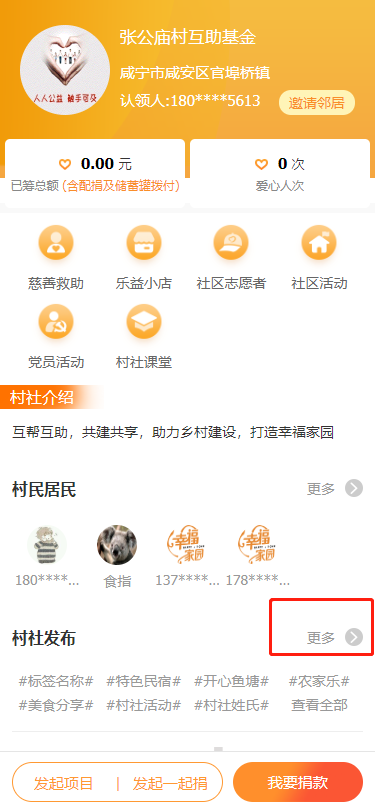 张公庙村互助基金
咸宁市咸安区官埠桥镇
认领人:180****5613
邀请邻居
人人公益 触手可及
0.00 元
已筹总额 (含配捐及储蓄罐拨付)
0 次
爱心人次
慈善救助
乐益小店
社区志愿者
社区活动
党员活动
村社课堂
村社介绍
互帮互助，共建共享，助力乡村建设，打造幸福家园
村民居民
更多
幸福
家园
幸福
家园
180****...
食指
137****...
178****...
村社发布
更多
#标签名称# #特色民宿# #开心鱼塘# #农家乐#
#美食分享# #村社活动# #村社姓氏# 查看全部
发起项目 | 发起一起捐
我要捐款